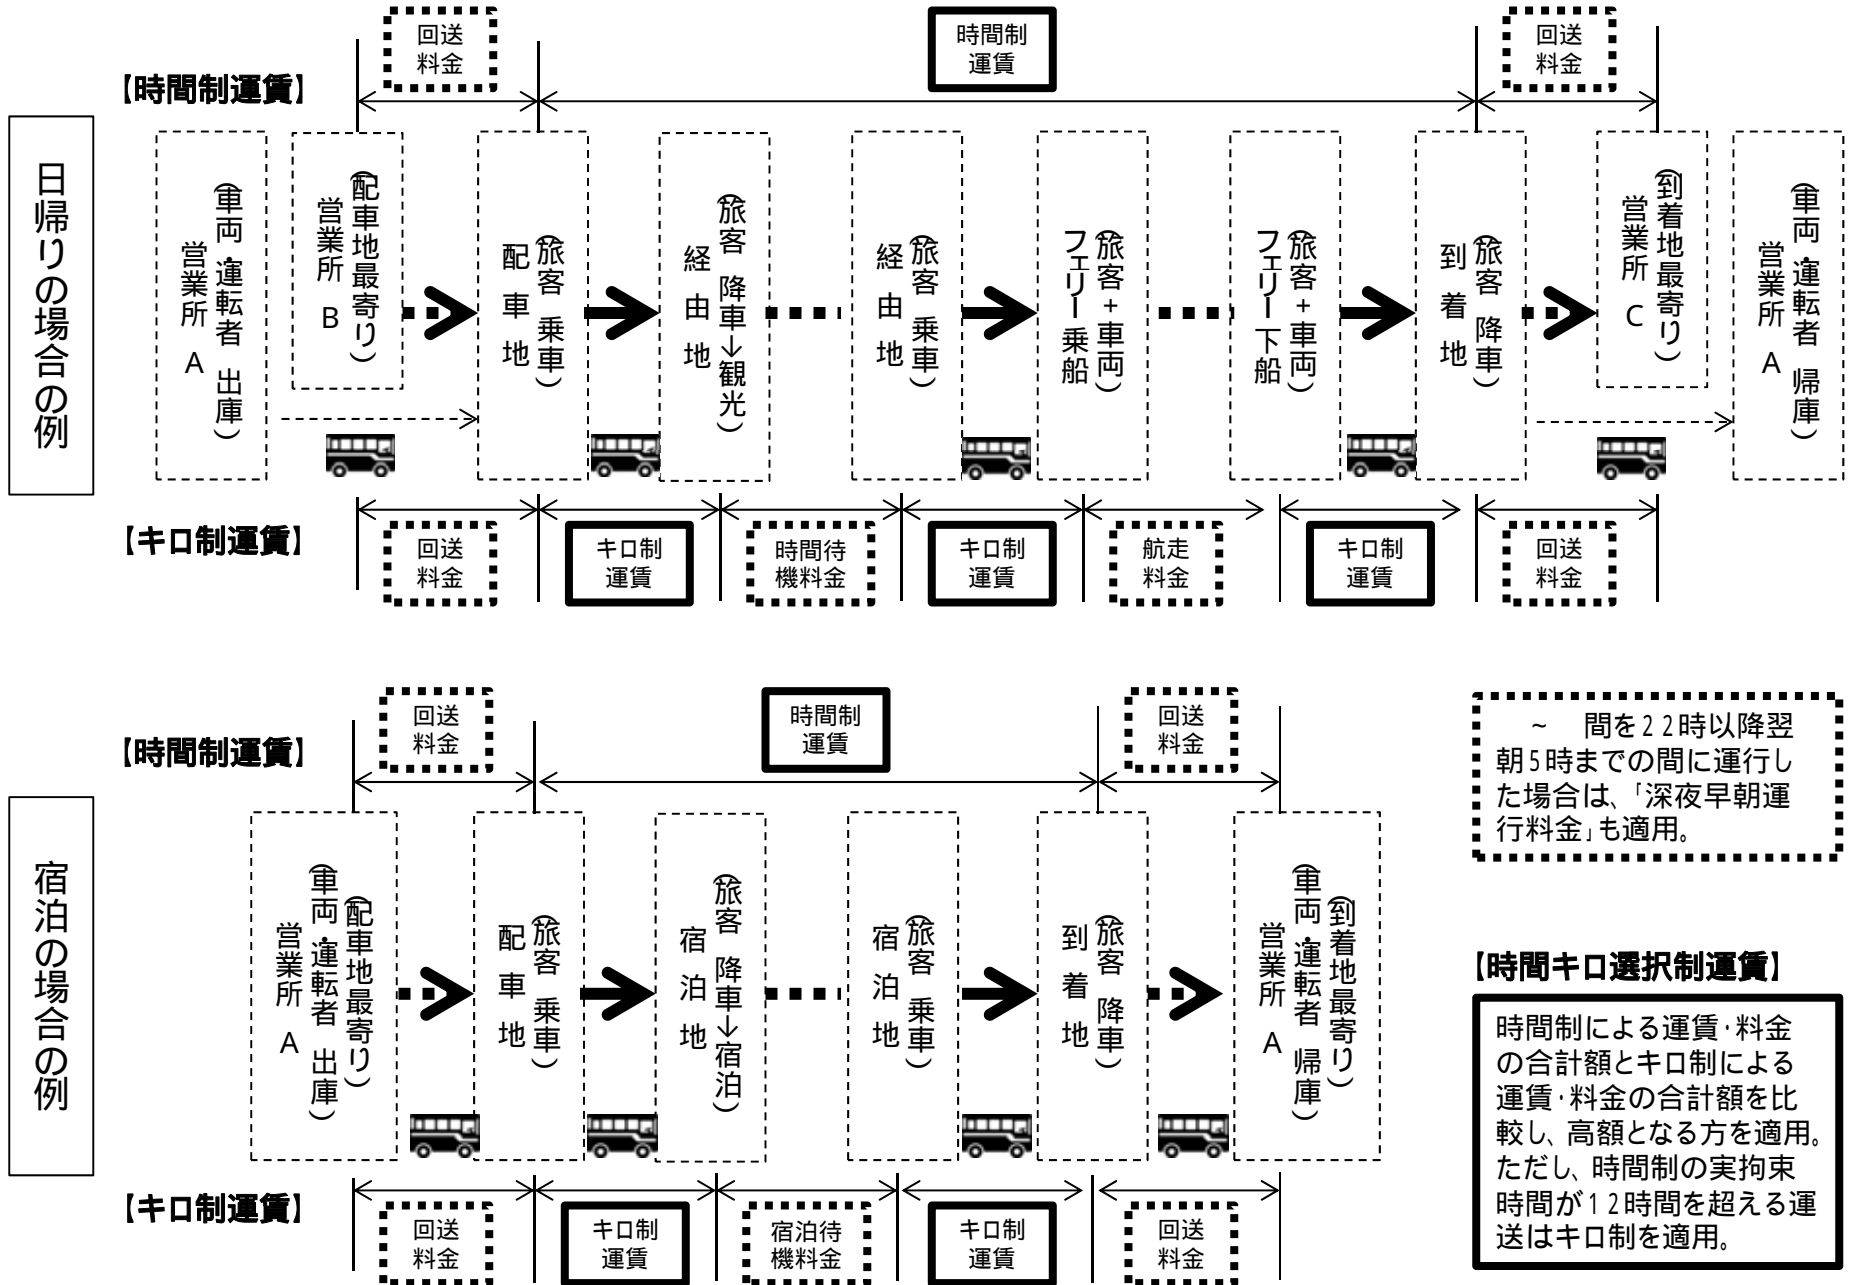 日帰りの場合の例
【時間制運賃】
回送
料金
時間制
運賃
回送
料金
(車両・運転者 出庫)
営業所 A
(配車地最寄り)
営業所 B
(旅客 乗車)
配車地
(旅客 降車→観光)
経由地
(旅客 乗車)
経由地
(旅客+車両)
フェリー乗船
(旅客+車両)
フェリー下船
(旅客 降車)
到着地
(到着地最寄り)
営業所 C
(車両・運転者 帰庫)
営業所 A
【キロ制運賃】
回送
料金
キロ制
運賃
時間待
機料金
キロ制
運賃
航走
料金
キロ制
運賃
回送
料金
宿泊の場合の例
【時間制運賃】
回送
料金
時間制
運賃
回送
料金
(配車地最寄り)
(車両・運転者 出庫)
営業所 A
(旅客 乗車)
配車地
(旅客 降車→宿泊)
宿泊地
(旅客 乗車)
宿泊地
(旅客 降車)
到着地
(到着地最寄り)
(車両・運転者 帰庫)
営業所 A
【キロ制運賃】
回送
料金
キロ制
運賃
宿泊待
機料金
キロ制
運賃
回送
料金
~ 間を22時以降翌
朝5時までの間に運行し
た場合は、「深夜早朝運
行料金」も適用。
【時間キロ選択制運賃】
時間制による運賃・料金
の合計額とキロ制による
運賃・料金の合計額を比
較し、高額となる方を適用。
ただし、時間制の実拘束
時間が12時間を超える運
送はキロ制を適用。